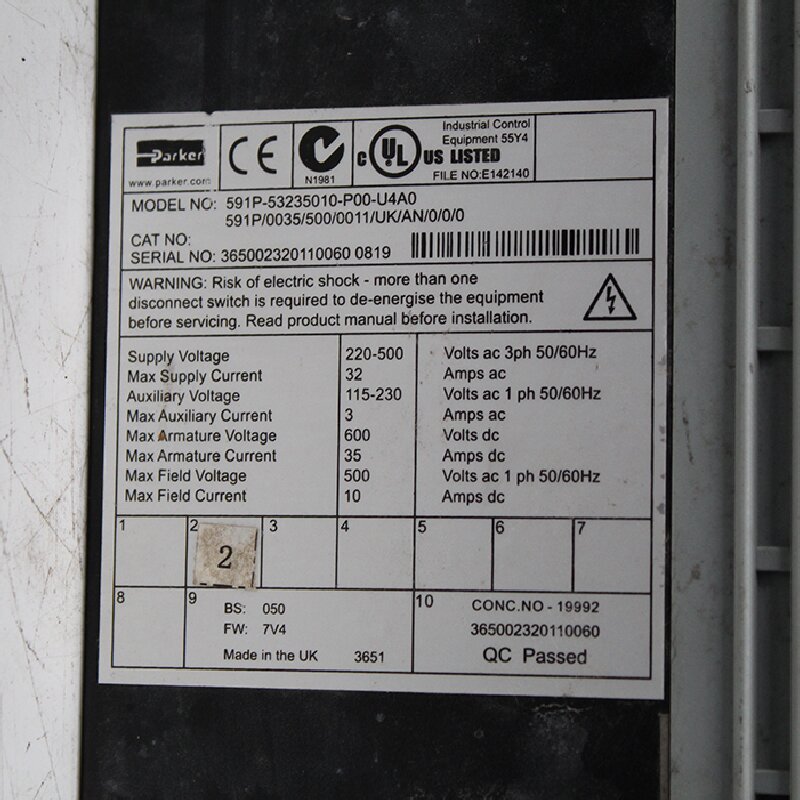 Parker
www.parker.com
CE
N1981
C UL US LISTED
Industrial Control
Equipment 55Y4
FILE NO:E142140
MODEL NO: 591P-53235010-P00-U4A0
591P/0035/500/0011/UK/AN/0/0/0
CAT NO:
SERIAL NO: 365002320110060 0819
WARNING: Risk of electric shock - more than one
disconnect switch is required to de-energise the equipment
before servicing. Read product manual before installation.
Supply Voltage 220-500 Volts ac 3ph 50/60Hz
Max Supply Current 32 Amps ac
Auxiliary Voltage 115-230 Volts ac 1 ph 50/60Hz
Max Auxiliary Current 3 Amps ac
Max Armature Voltage 600 Volts dc
Max Armature Current 35 Amps dc
Max Field Voltage 500 Volts ac 1 ph 50/60Hz
Max Field Current 10 Amps dc
1 2 3 4 5 6 7
2
8 9 10
BS: 050
FW: 7V4
Made in the UK 3651
CONC.NO - 19992
365002320110060
QC Passed